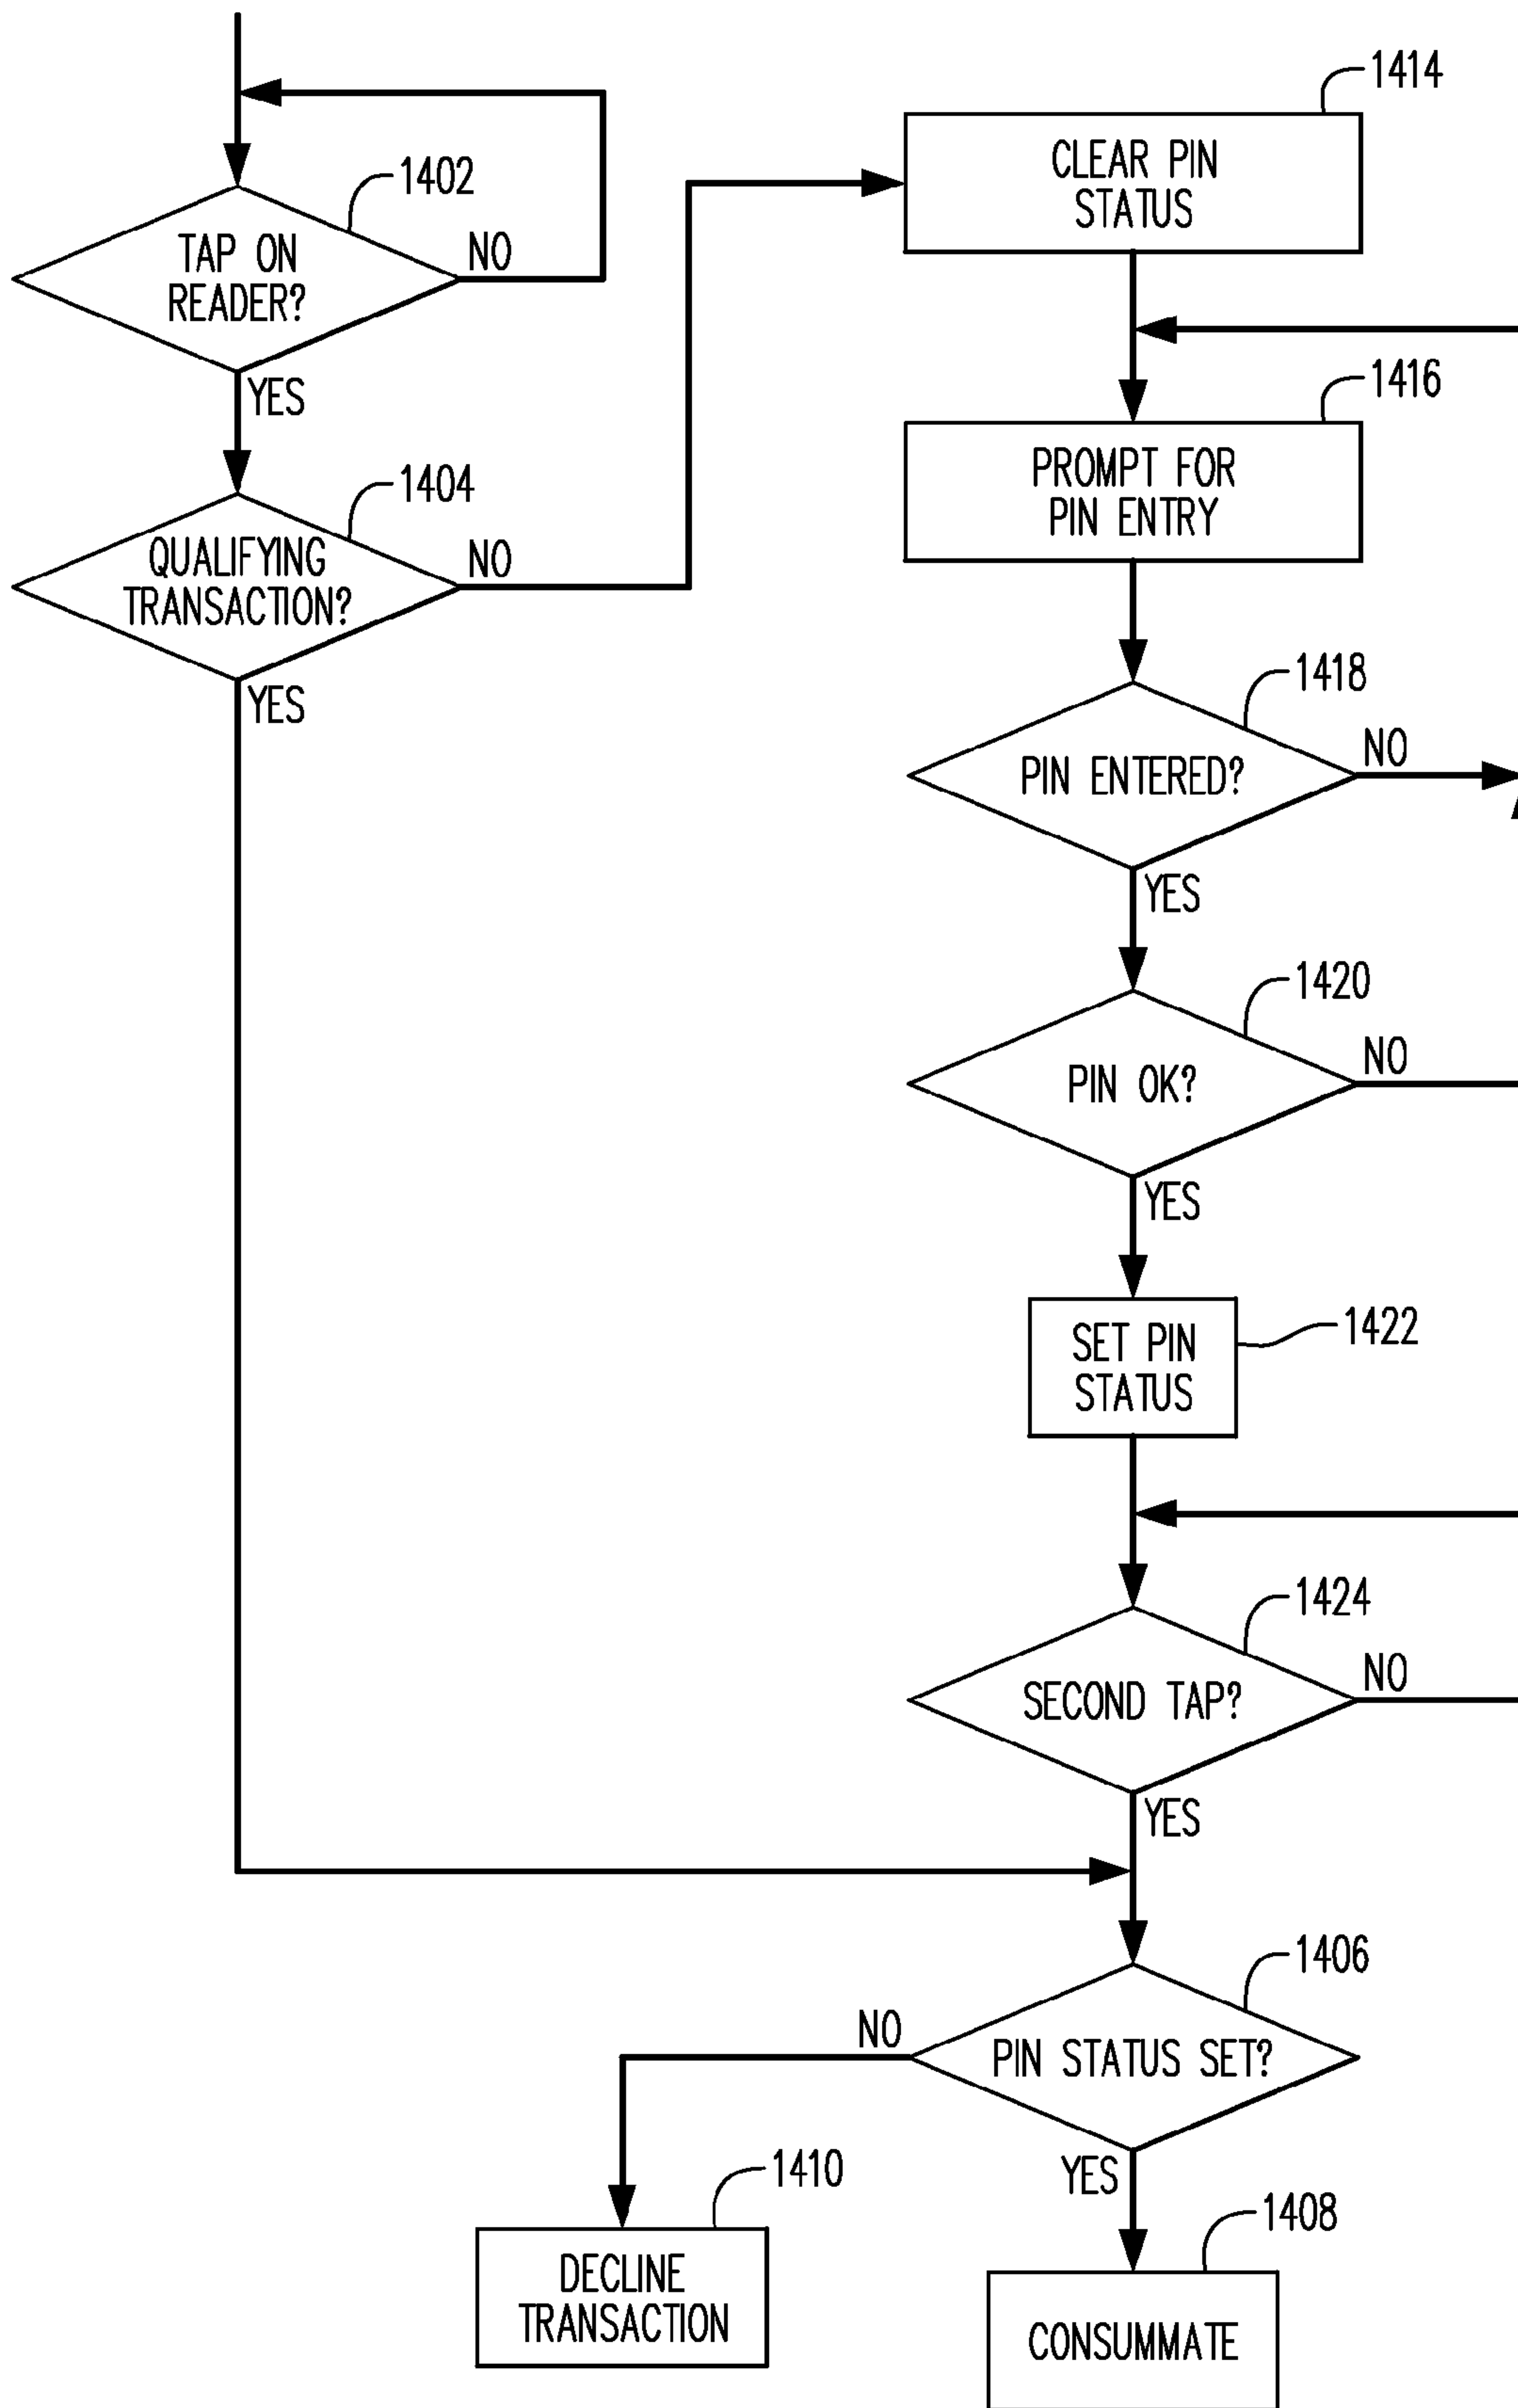 1402
TAP ON
READER?
NO
YES
1404
QUALIFYING
TRANSACTION?
NO
YES
1414
CLEAR PIN
STATUS
1416
PROMPT FOR
PIN ENTRY
1418
PIN ENTERED?
NO
YES
1420
PIN OK?
NO
YES
1422
SET PIN
STATUS
1424
SECOND TAP?
NO
YES
1406
PIN STATUS SET?
NO
YES
1410
DECLINE
TRANSACTION
1408
CONSUMMATE